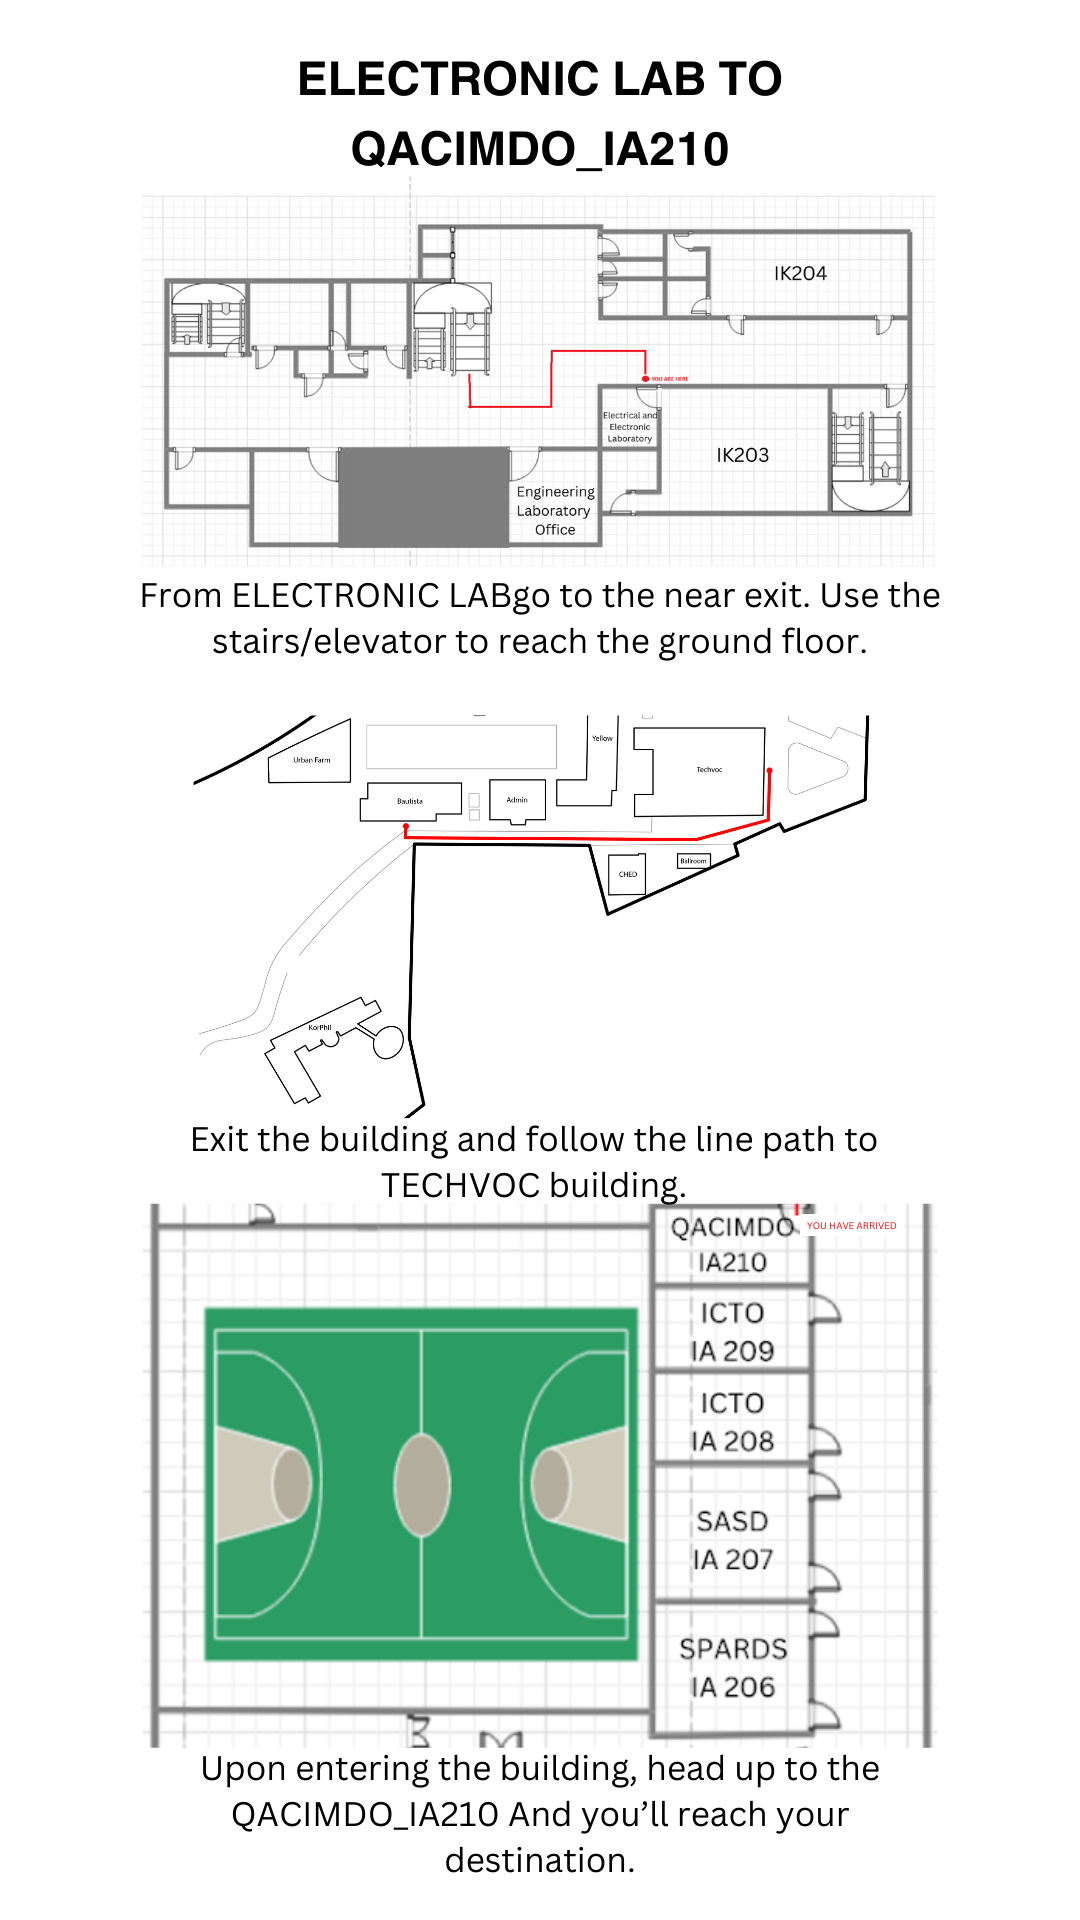 ELECTRONIC LAB TO
QACIMDO_IA210
IK204
YOU ARE HERE
Electrical and
Electronic
Laboratory
IK203
Engineering
Laboratory
Office
From ELECTRONIC LABgo to the near exit. Use the
stairs/elevator to reach the ground floor.
Yellow
Urban Farm
Techvoc
Bautista
Admin
Ballroom
CHED
KorPhil
Exit the building and follow the line path to
TECHVOC building.
QACIMDO
IA210
YOU HAVE ARRIVED
ICTO
IA 209
ICTO
IA 208
SASD
IA 207
SPARDS
IA 206
Upon entering the building, head up to the
QACIMDO_IA210 And you’ll reach your
destination.